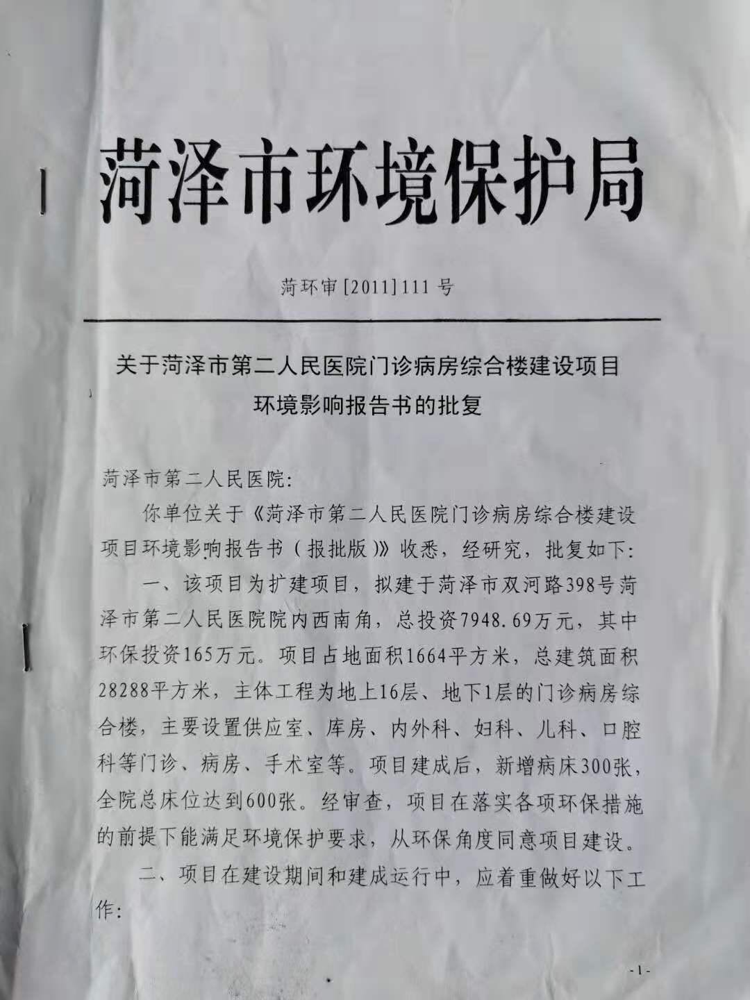 菏泽市环境保护局
菏环审[2011]111 号
关于菏泽市第二人民医院门诊病房综合楼建设项目
环境影响报告书的批复
菏泽市第二人民医院：
你单位关于《菏泽市第二人民医院门诊病房综合楼建设
项目环境影响报告书（报批版）》收悉，经研究，批复如下：
一、该项目为扩建项目，拟建于菏泽市双河路398号菏
泽市第二人民医院院内西南角，总投资7948.69万元，其中
环保投资165万元。项目占地面积1664平方米，总建筑面积
28288平方米，主体工程为地上16层、地下1层的门诊病房综
合楼，主要设置供应室、库房、内外科、妇科、儿科、口腔
科等门诊、病房、手术室等。项目建成后，新增病床300张，
全院总床位达到600张。经审查，项目在落实各项环保措施
的前提下能满足环境保护要求，从环保角度同意项目建设。
二、项目在建设期间和建成运行中，应着重做好以下工
作：
- 1 -